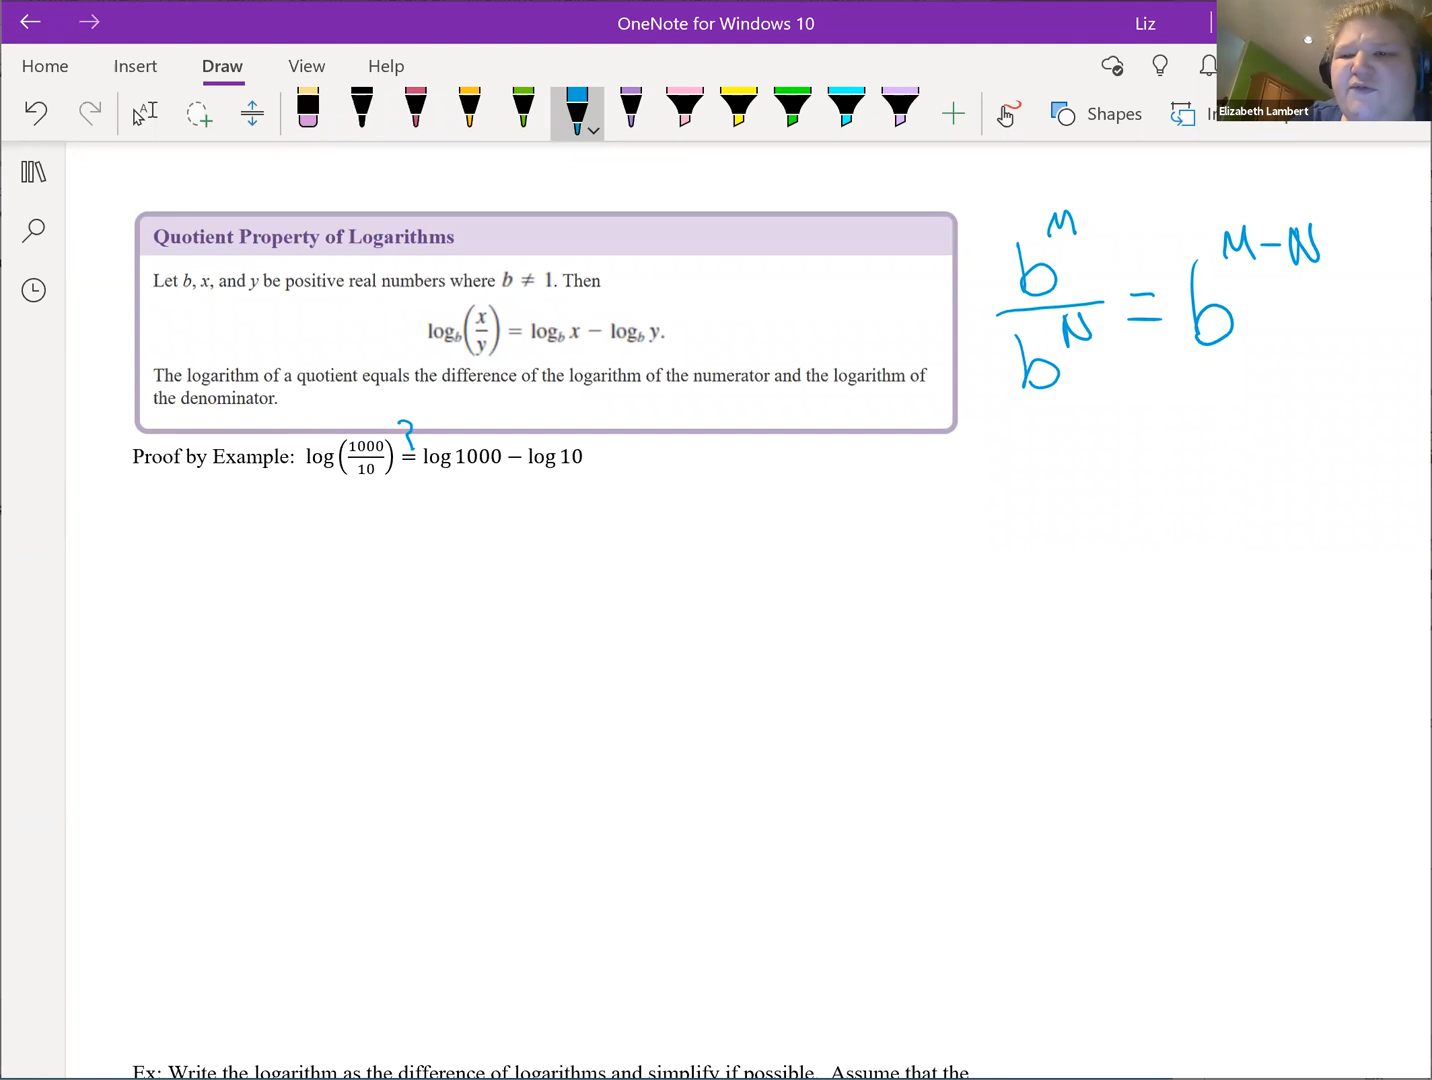 OneNote for Windows 10
Liz
Home Insert Draw View Help
Shapes
Elizabeth Lambert
Quotient Property of Logarithms
Let b, x, and y be positive real numbers where b ≠ 1. Then
log_b(x/y) = log_b x − log_b y.
The logarithm of a quotient equals the difference of the logarithm of the numerator and the logarithm of
the denominator.
b^M / b^N = b^(M−N)
?
Proof by Example: log(1000/10) = log 1000 − log 10
Ex: Write the logarithm as the difference of logarithms and simplify if possible. Assume that the